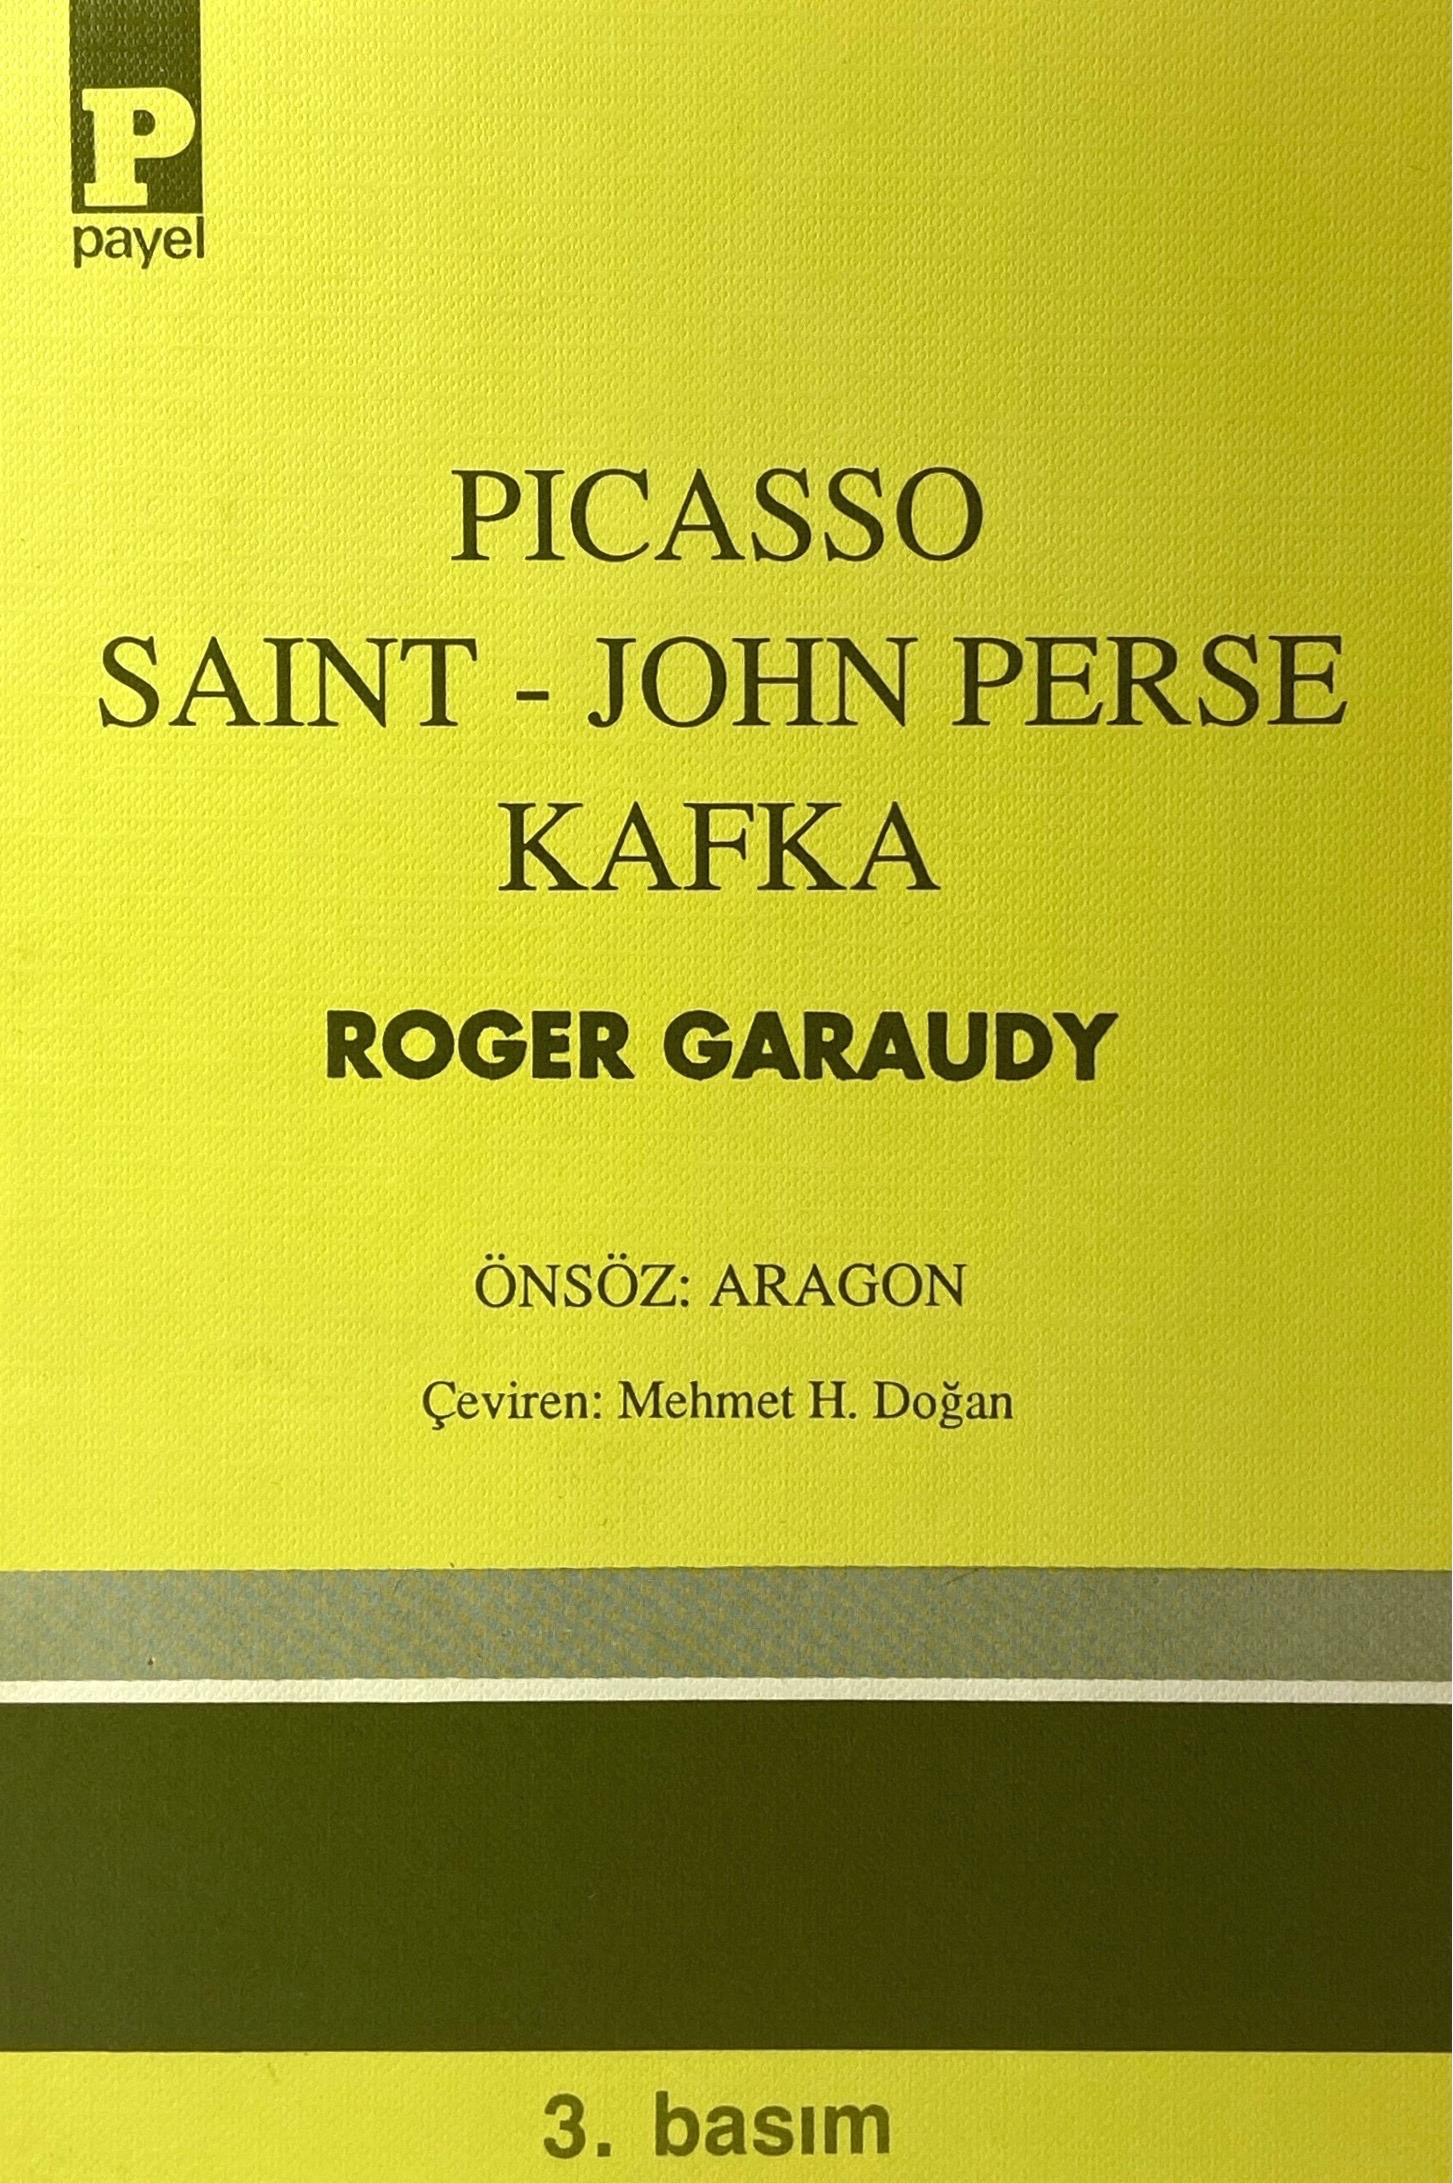 P
payel
PICASSO
SAINT - JOHN PERSE
KAFKA
ROGER GARAUDY
ÖNSÖZ: ARAGON
Çeviren: Mehmet H. Doğan
3. basım